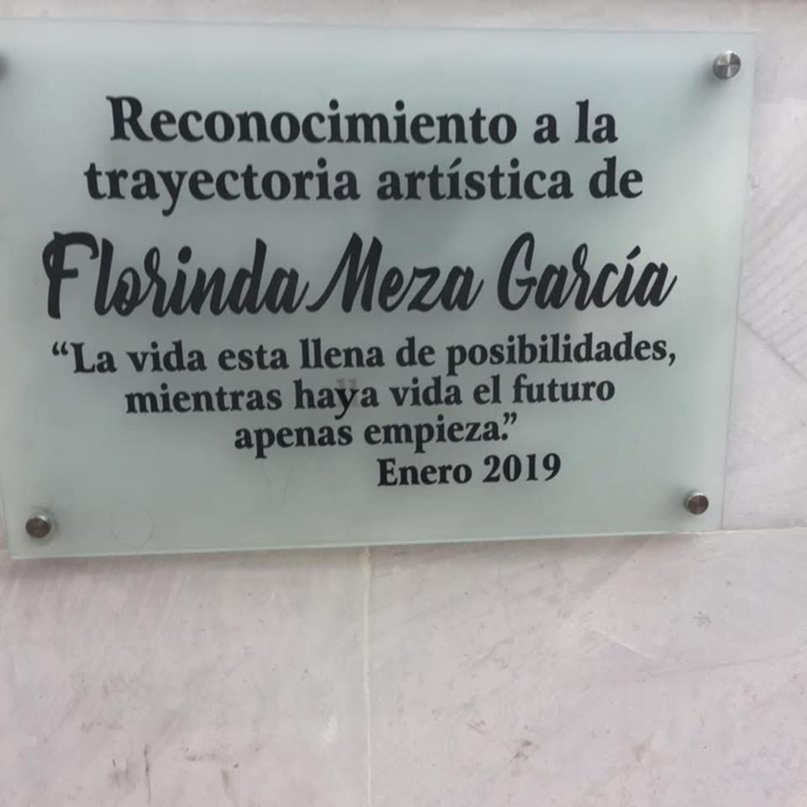 Reconocimiento a la
trayectoria artística de
Florinda Meza García
“La vida esta llena de posibilidades,
mientras haya vida el futuro
apenas empieza.”
Enero 2019